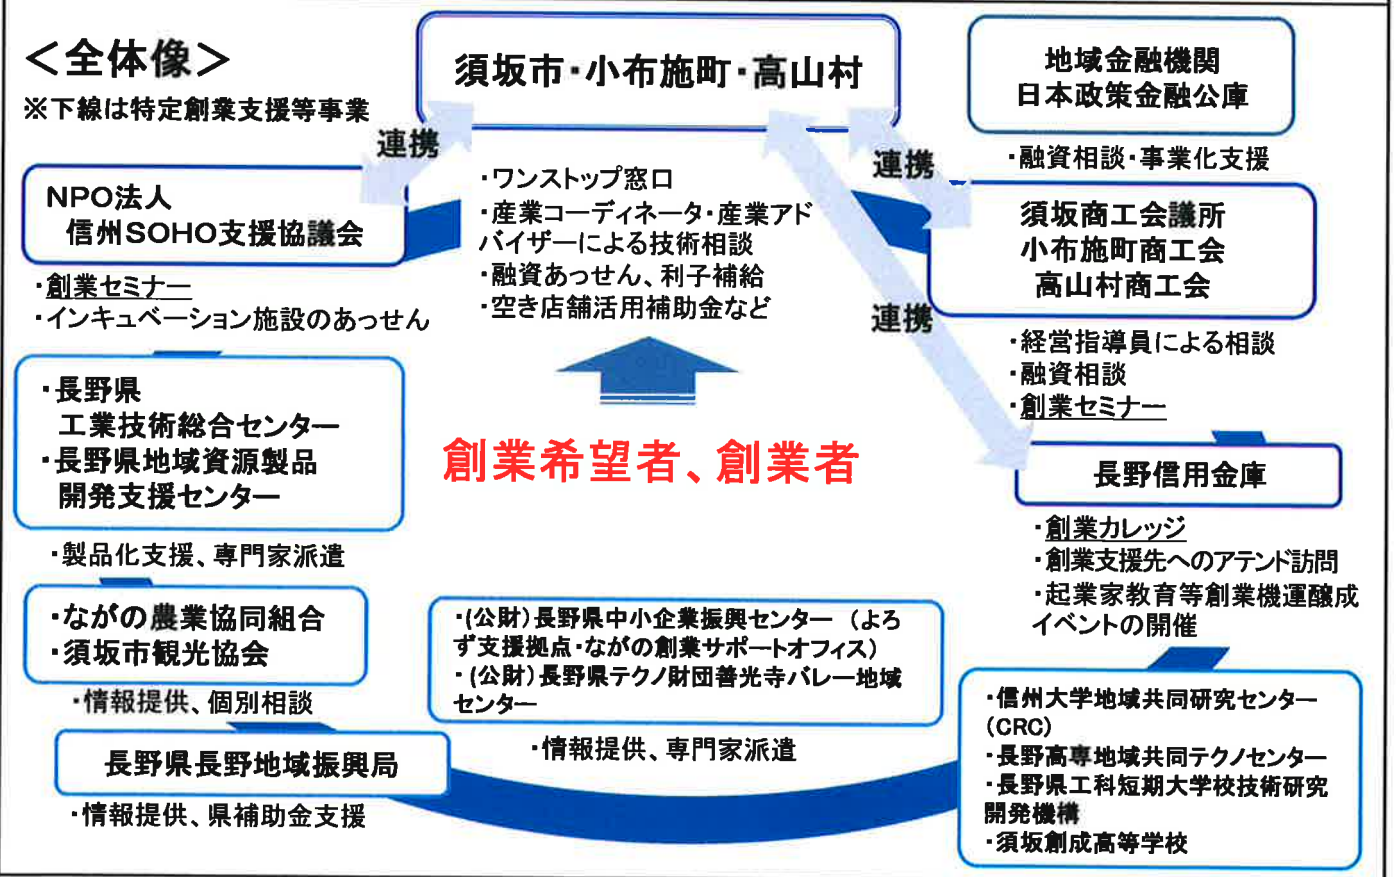 ＜全体像＞
※下線は特定創業支援等事業
須坂市・小布施町・高山村
地域金融機関
日本政策金融公庫
・融資相談・事業化支援
連携
連携
連携
NPO法人
信州SOHO支援協議会
・創業セミナー
・インキュベーション施設のあっせん
・ワンストップ窓口
・産業コーディネータ・産業アド
バイザーによる技術相談
・融資あっせん、利子補給
・空き店舗活用補助金など
須坂商工会議所
小布施町商工会
高山村商工会
・経営指導員による相談
・融資相談
・創業セミナー
・長野県
工業技術総合センター
・長野県地域資源製品
開発支援センター
・製品化支援、専門家派遣
創業希望者、創業者
長野信用金庫
・創業カレッジ
・創業支援先へのアテンド訪問
・起業家教育等創業機運醸成
イベントの開催
・ながの農業協同組合
・須坂市観光協会
・情報提供、個別相談
・(公財)長野県中小企業振興センター（よろ
ず支援拠点・ながの創業サポートオフィス）
・(公財)長野県テクノ財団善光寺バレー地域
センター
・情報提供、専門家派遣
長野県長野地域振興局
・情報提供、県補助金支援
・信州大学地域共同研究センター
(CRC)
・長野高専地域共同テクノセンター
・長野県工科短期大学校技術研究
開発機構
・須坂創成高等学校